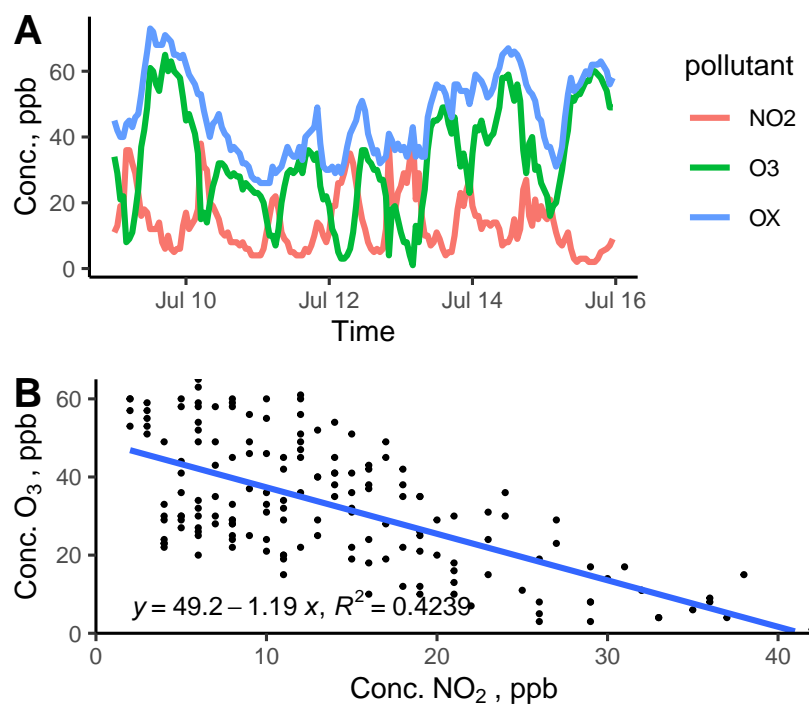 A
Conc., ppb
60
40
20
0
Jul 10
Jul 12
Jul 14
Jul 16
Time
pollutant
NO2
O3
OX
B
Conc. O₃ , ppb
60
40
20
0
y = 49.2 − 1.19 x, R² = 0.4239
0
10
20
30
40
Conc. NO₂ , ppb